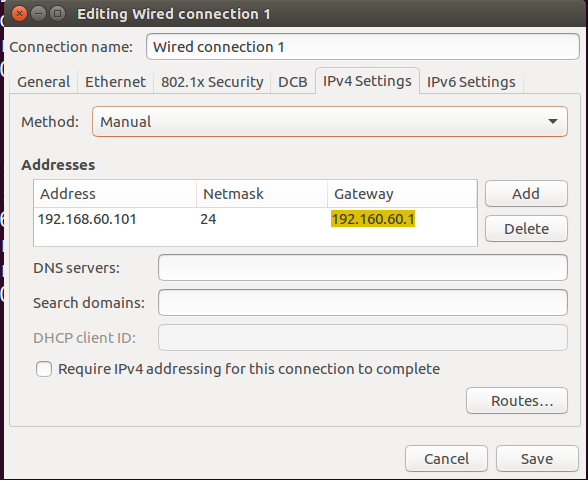 Editing Wired connection 1
Connection name: Wired connection 1
General Ethernet 802.1x Security DCB IPv4 Settings IPv6 Settings
Method: Manual
Addresses
Address Netmask Gateway
192.168.60.101 24 192.160.60.1
Add
Delete
DNS servers:
Search domains:
DHCP client ID:
Require IPv4 addressing for this connection to complete
Routes...
Cancel Save